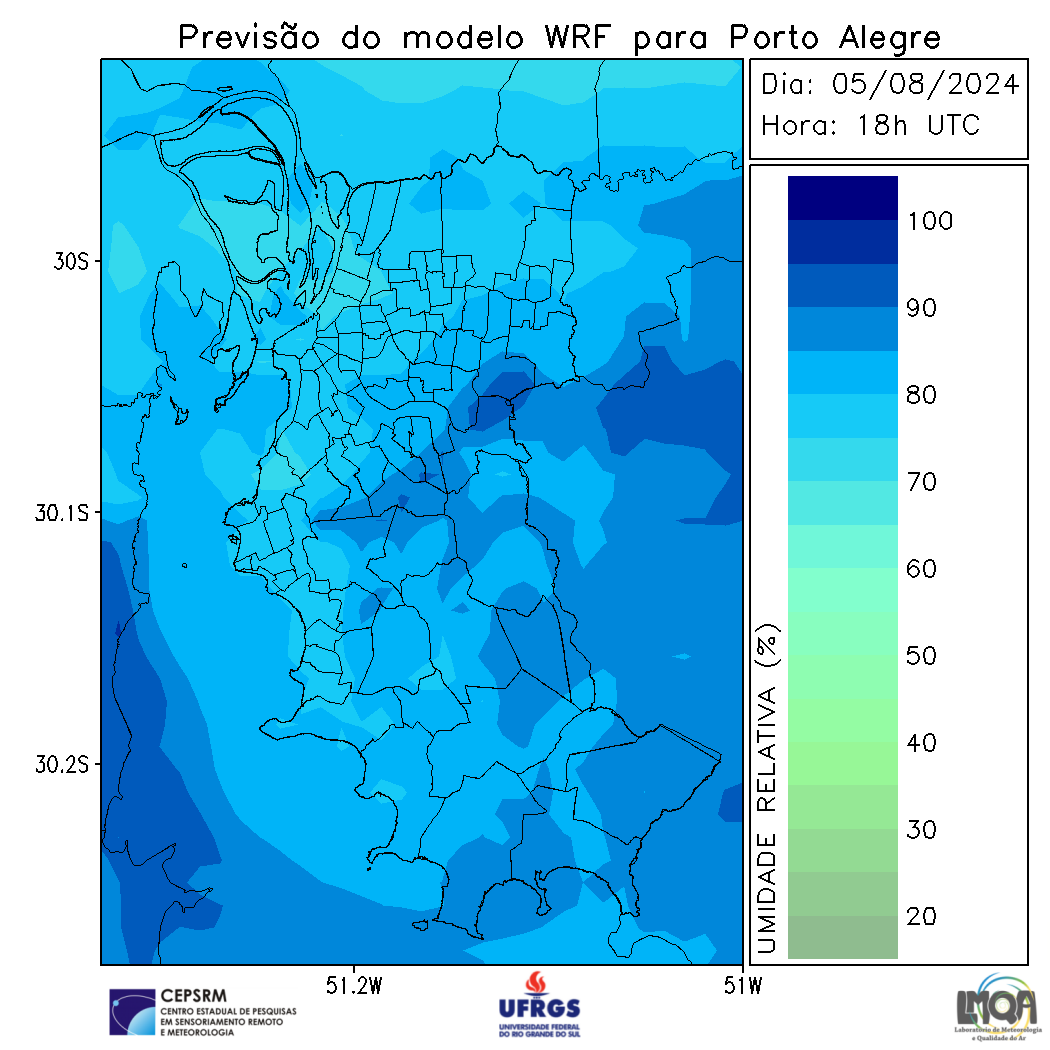 Previsão do modelo WRF para Porto Alegre
Dia: 05/08/2024
Hora: 18h UTC
100
90
80
70
60
50
40
30
20
UMIDADE RELATIVA (%)
30S
30.1S
30.2S
51.2W
51W
CEPSRM
CENTRO ESTADUAL DE PESQUISAS
EM SENSORIAMENTO REMOTO
E METEOROLOGIA
UFRGS
UNIVERSIDADE FEDERAL
DO RIO GRANDE DO SUL
LMQA
Laboratório de Meteorologia
e Qualidade do Ar